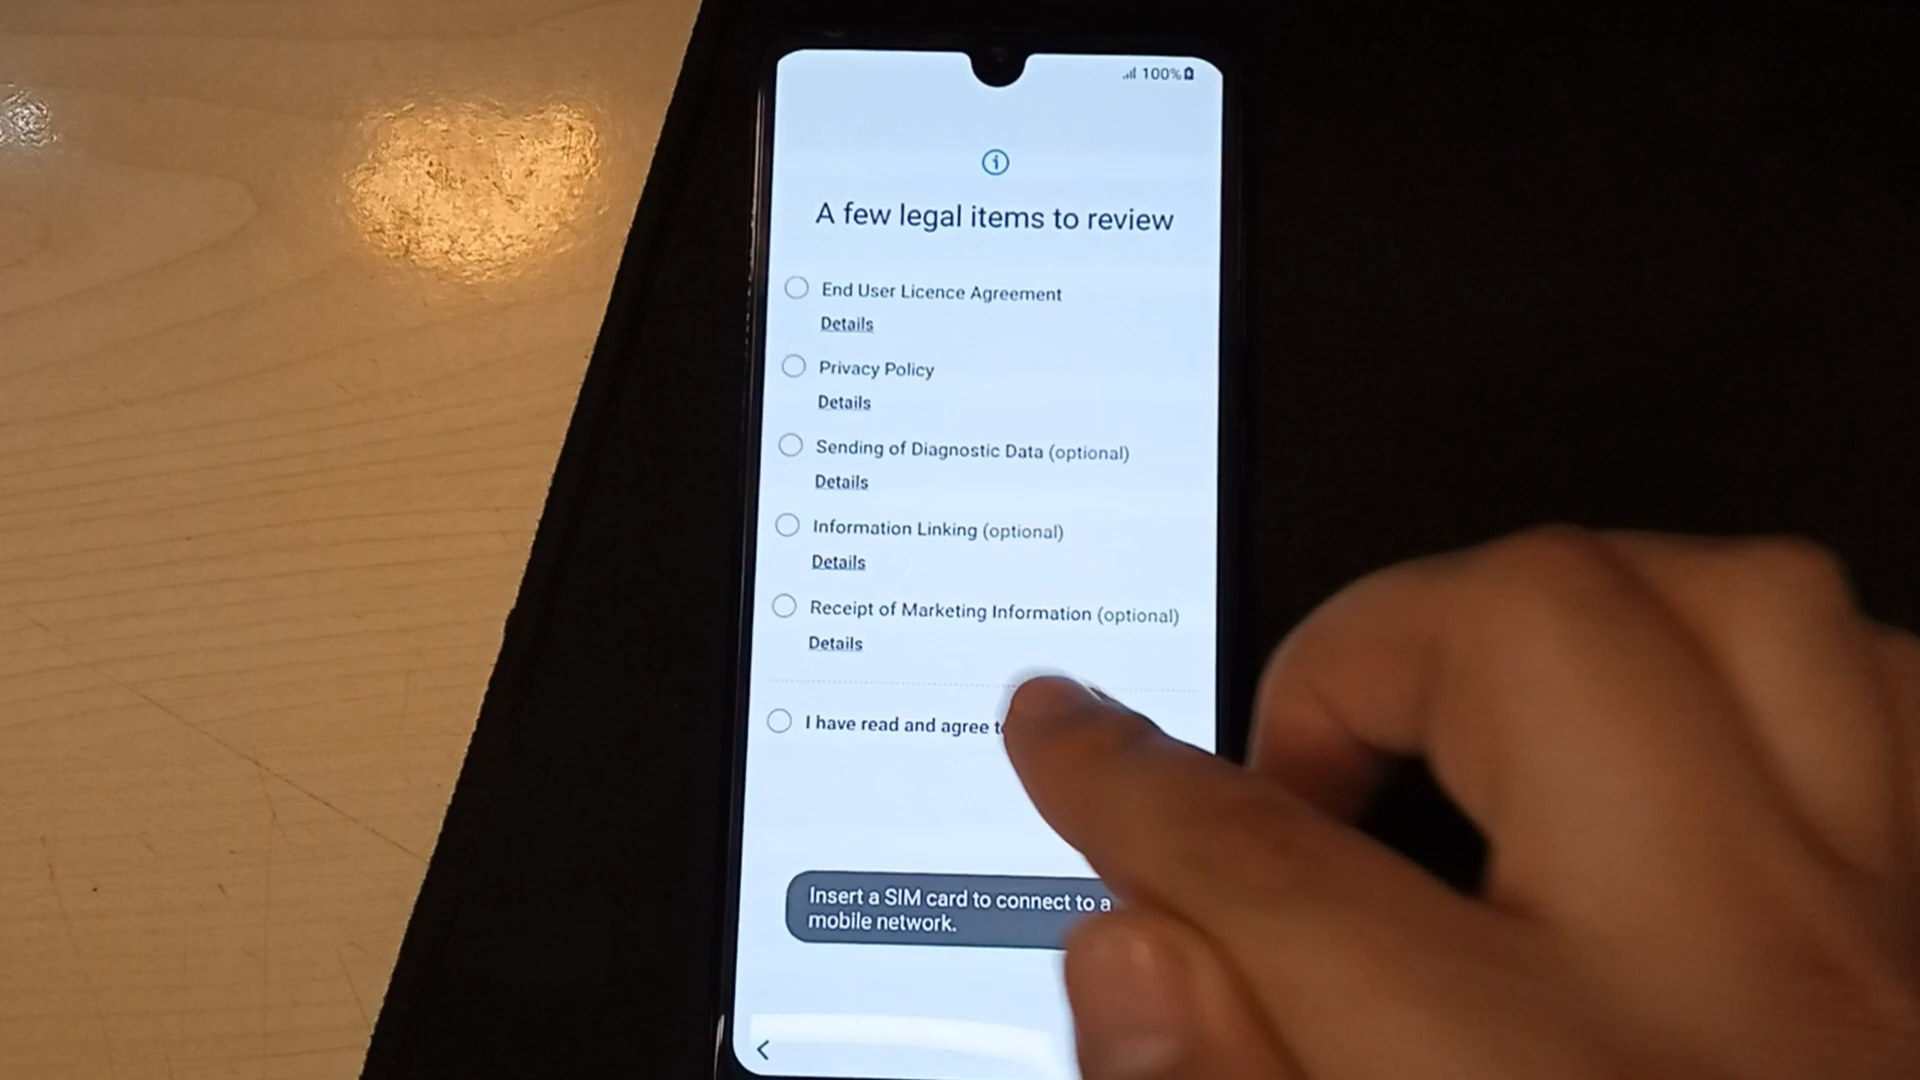 100%
A few legal items to review
End User Licence Agreement
Details
Privacy Policy
Details
Sending of Diagnostic Data (optional)
Details
Information Linking (optional)
Details
Receipt of Marketing Information (optional)
Details
I have read and agree
Insert a SIM card to connect to a
mobile network.